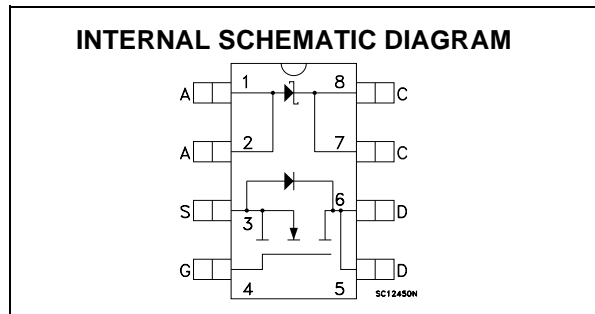 INTERNAL SCHEMATIC DIAGRAM
A 1 8 C
A 2 7 C
S 3 6 D
G 4 5 D
SC12450N